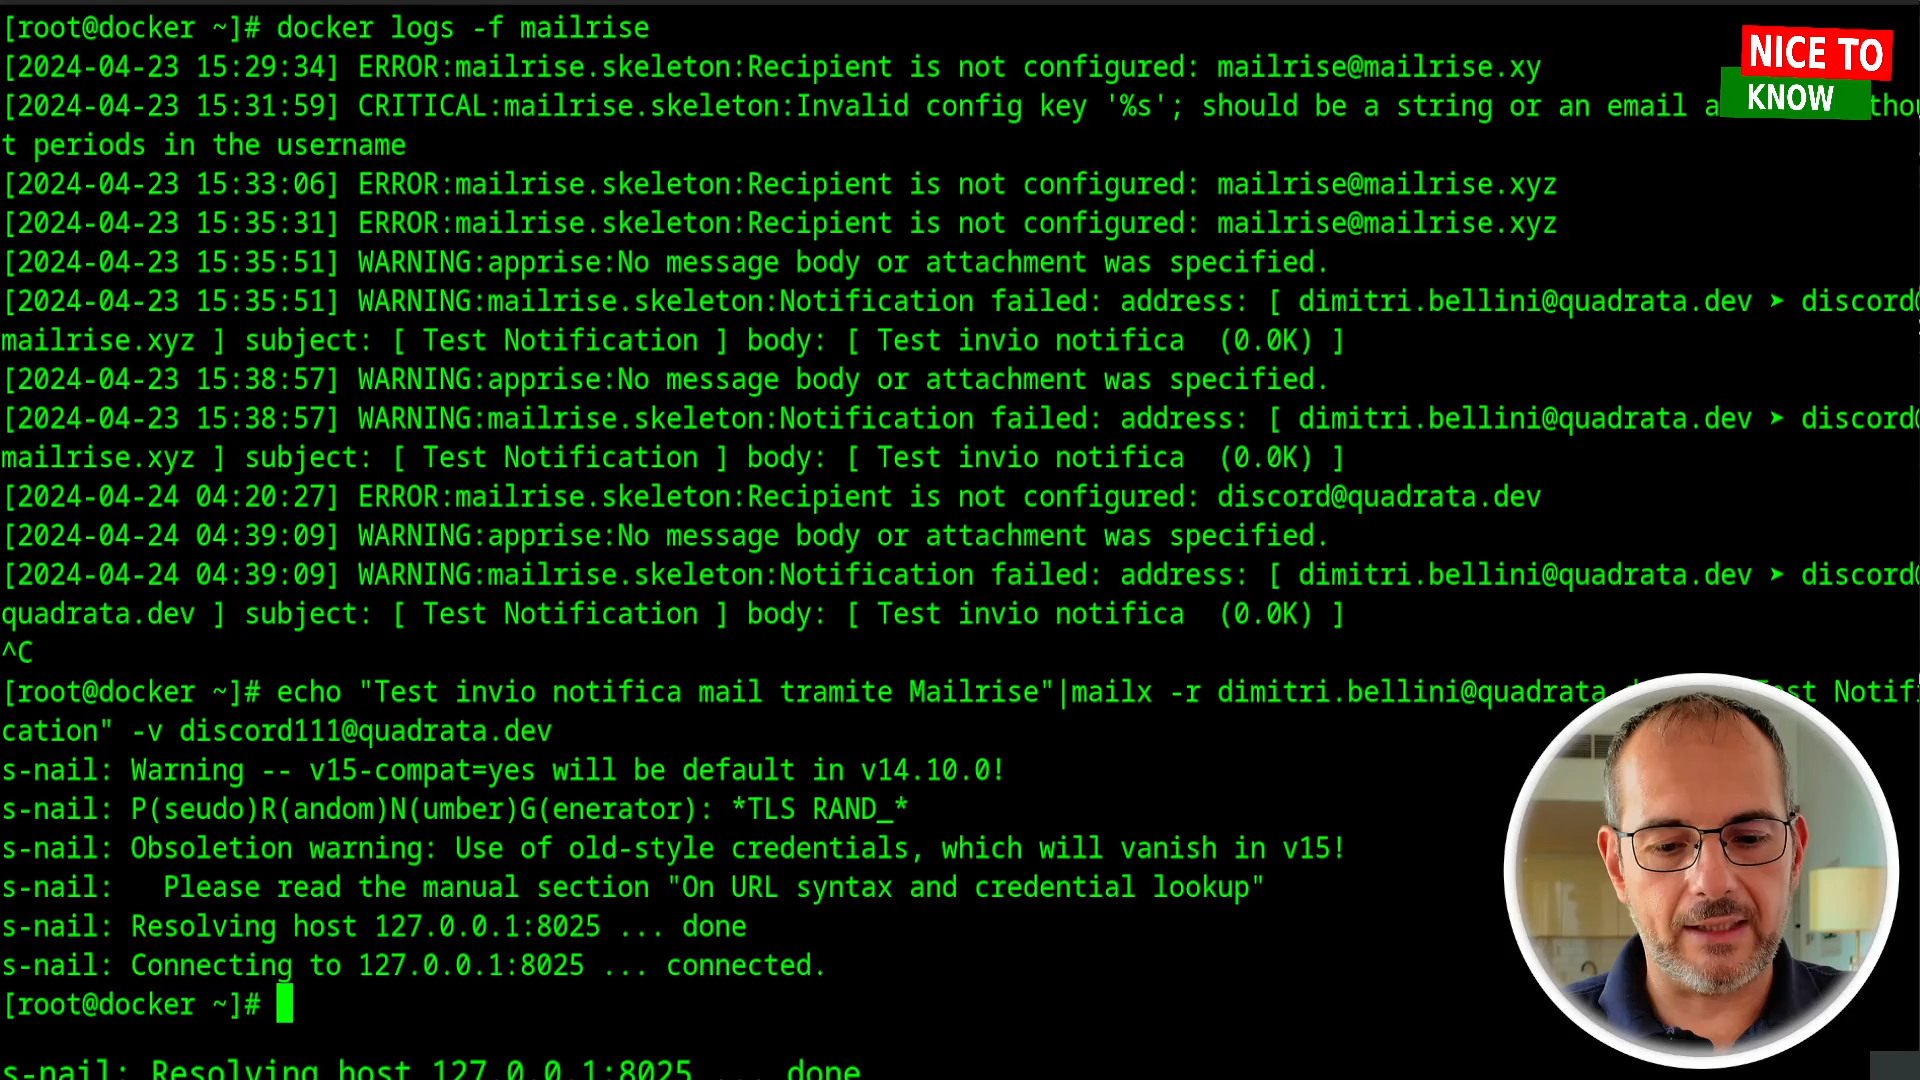 [root@docker ~]# docker logs -f mailrise
[2024-04-23 15:29:34] ERROR:mailrise.skeleton:Recipient is not configured: mailrise@mailrise.xy
[2024-04-23 15:31:59] CRITICAL:mailrise.skeleton:Invalid config key '%s'; should be a string or an email a
t periods in the username
[2024-04-23 15:33:06] ERROR:mailrise.skeleton:Recipient is not configured: mailrise@mailrise.xyz
[2024-04-23 15:35:31] ERROR:mailrise.skeleton:Recipient is not configured: mailrise@mailrise.xyz
[2024-04-23 15:35:51] WARNING:apprise:No message body or attachment was specified.
[2024-04-23 15:35:51] WARNING:mailrise.skeleton:Notification failed: address: [ dimitri.bellini@quadrata.dev ➤ discord@
mailrise.xyz ] subject: [ Test Notification ] body: [ Test invio notifica  (0.0K) ]
[2024-04-23 15:38:57] WARNING:apprise:No message body or attachment was specified.
[2024-04-23 15:38:57] WARNING:mailrise.skeleton:Notification failed: address: [ dimitri.bellini@quadrata.dev ➤ discord@
mailrise.xyz ] subject: [ Test Notification ] body: [ Test invio notifica  (0.0K) ]
[2024-04-24 04:20:27] ERROR:mailrise.skeleton:Recipient is not configured: discord@quadrata.dev
[2024-04-24 04:39:09] WARNING:apprise:No message body or attachment was specified.
[2024-04-24 04:39:09] WARNING:mailrise.skeleton:Notification failed: address: [ dimitri.bellini@quadrata.dev ➤ discord@
quadrata.dev ] subject: [ Test Notification ] body: [ Test invio notifica  (0.0K) ]
^C
[root@docker ~]# echo "Test invio notifica mail tramite Mailrise"|mailx -r dimitri.bellini@quadrata. Test Notifi
cation" -v discord111@quadrata.dev
s-nail: Warning -- v15-compat=yes will be default in v14.10.0!
s-nail: P(seudo)R(andom)N(umber)G(enerator): *TLS RAND_*
s-nail: Obsoletion warning: Use of old-style credentials, which will vanish in v15!
s-nail:   Please read the manual section "On URL syntax and credential lookup"
s-nail: Resolving host 127.0.0.1:8025 ... done
s-nail: Connecting to 127.0.0.1:8025 ... connected.
[root@docker ~]#
s-nail: Resolving host 127.0.0.1:8025 ... done
NICE TO
KNOW